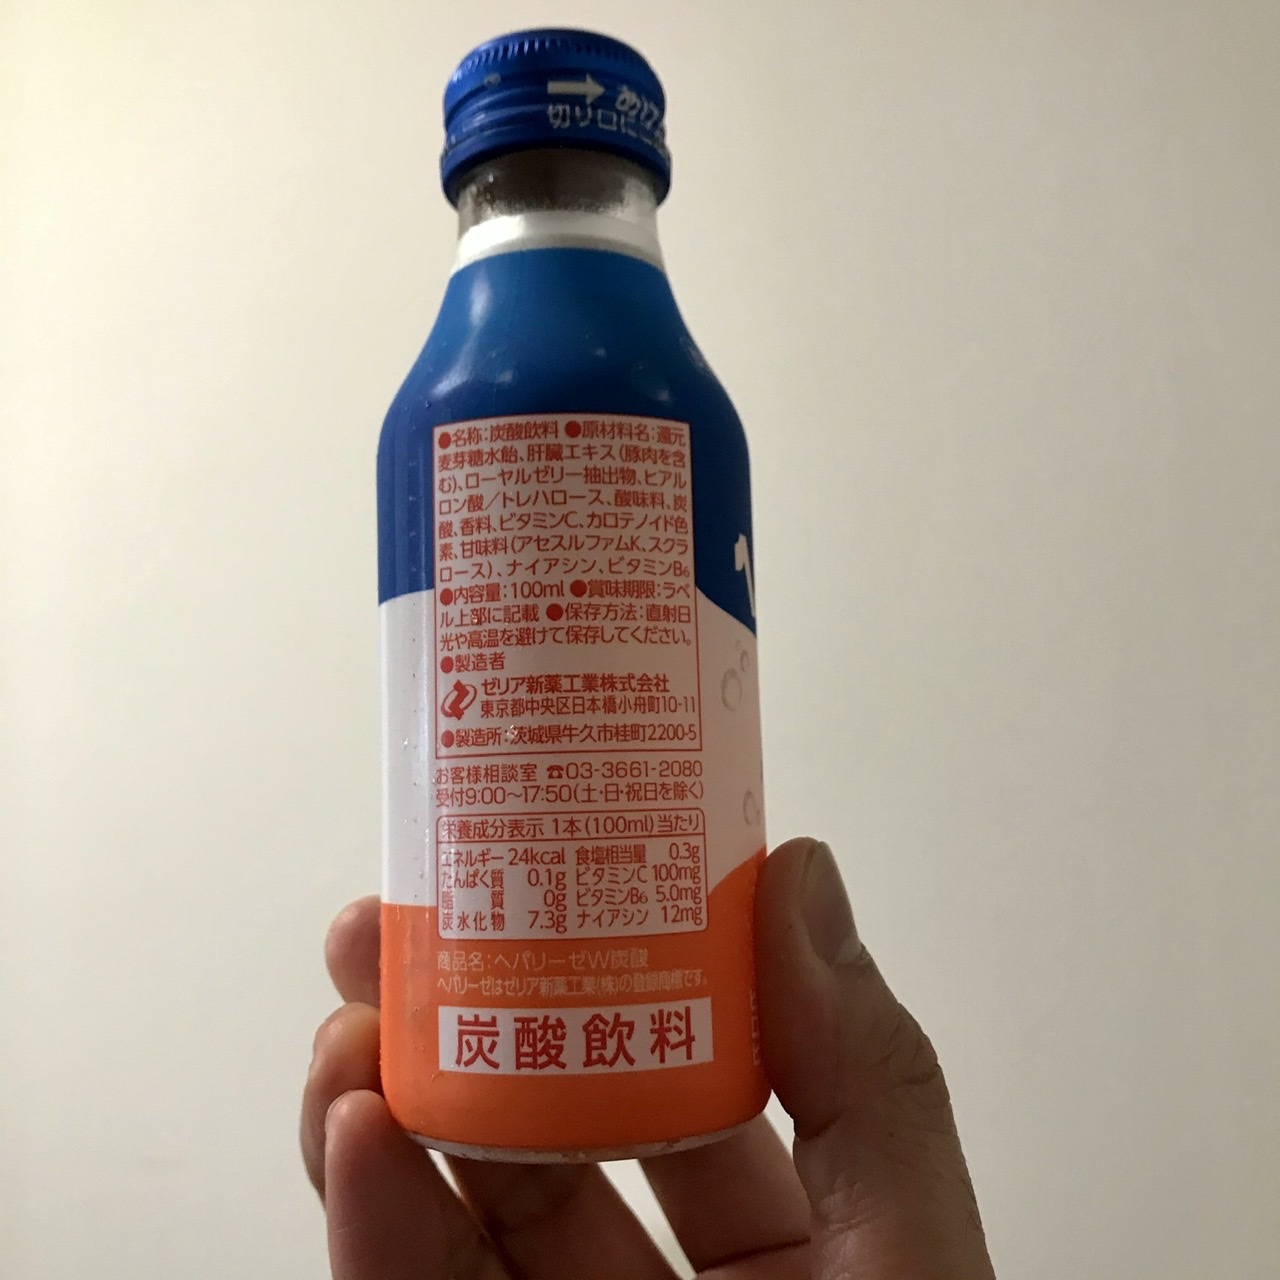 →あけ
切り口に
●名称:炭酸飲料 ●原材料名:還元
麦芽糖水飴、肝臓エキス(豚肉を含
む)、ローヤルゼリー抽出物、ヒアル
ロン酸/トレハロース、酸味料、炭
酸、香料、ビタミンC、カロテノイド色
素、甘味料(アセスルファムK、スクラ
ロース)、ナイアシン、ビタミンB6
●内容量:100ml ●賞味期限:ラベ
ル上部に記載 ●保存方法:直射日
光や高温を避けて保存してください。
●製造者
ゼリア新薬工業株式会社
東京都中央区日本橋小舟町10-11
●製造所:茨城県牛久市桂町2200-5
お客様相談室 ☎03-3661-2080
受付9:00~17:50(土・日・祝日を除く)
栄養成分表示 1本(100ml)当たり
エネルギー 24kcal 食塩相当量 0.3g
たんぱく質 0.1g ビタミンC 100mg
脂質 0g ビタミンB6 5.0mg
炭水化物 7.3g ナイアシン 12mg
商品名:ヘパリーゼW炭酸
ヘパリーゼはゼリア新薬工業(株)の登録商標です。
炭酸飲料